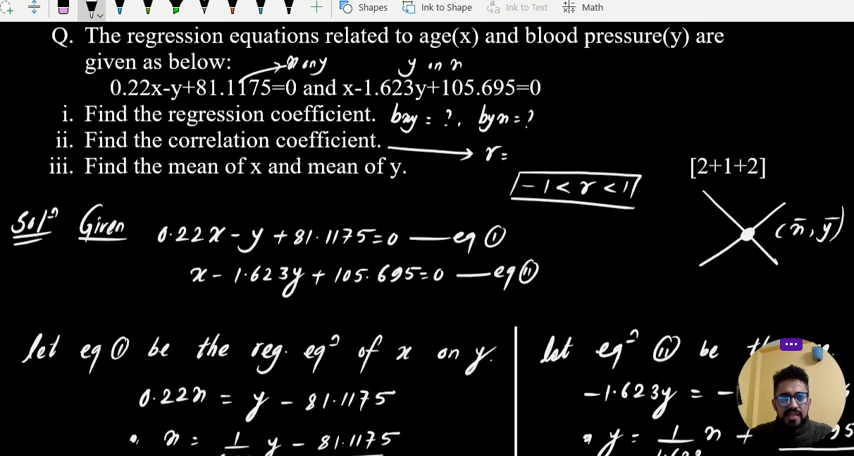 Shapes Ink to Shape Ink to Text Math
Q. The regression equations related to age(x) and blood pressure(y) are
given as below: x on y y on x
0.22x-y+81.1175=0 and x-1.623y+105.695=0
i. Find the regression coefficient. bxy = ?, byx = ?
ii. Find the correlation coefficient. r =
iii. Find the mean of x and mean of y.
[2+1+2]
-1 < r < 1
(x̄, ȳ)
Solⁿ Given 0.22x - y + 81.1175 = 0 — eq ①
x - 1.623y + 105.695 = 0 — eq ⑪
let eq ① be the reg. eqⁿ of x on y.
0.22x = y - 81.1175
x = 1 y - 81.1175
let eqⁿ ⑪ be
-1.623y = -
y = 1 x +